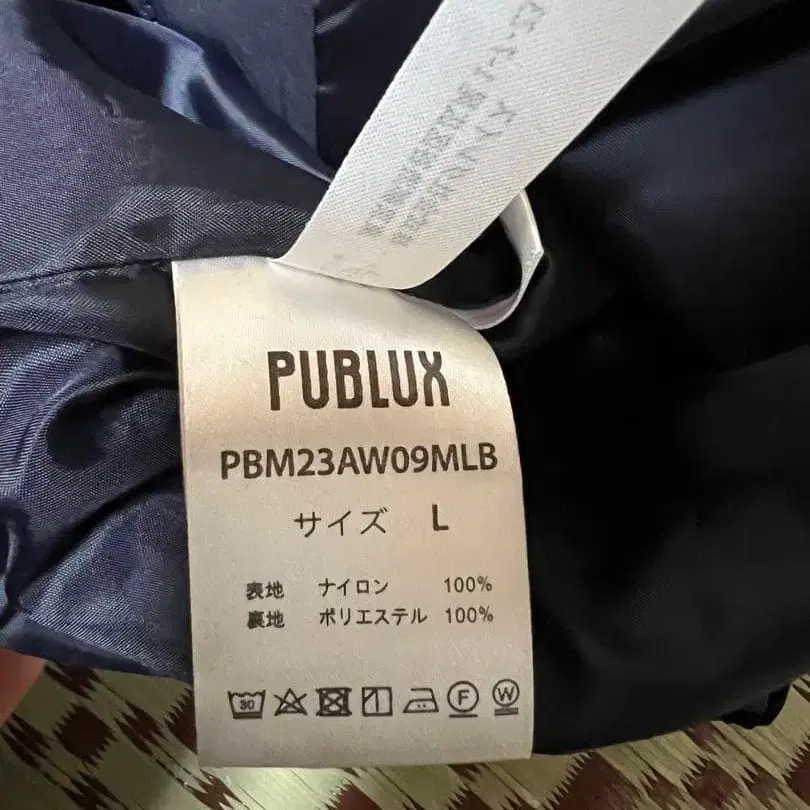 PUBLUX
PBM23AW09MLB
サイズ L
表地 ナイロン 100%
裏地 ポリエステル 100%
30 F W